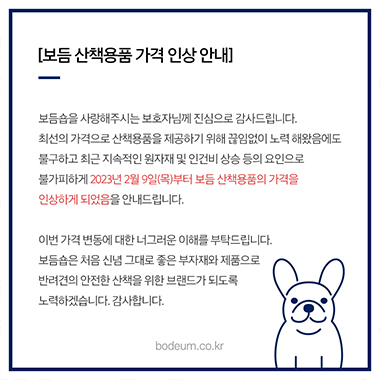 [보듬 산책용품 가격 인상 안내]
보듬숍을 사랑해주시는 보호자님께 진심으로 감사드립니다.
최선의 가격으로 산책용품을 제공하기 위해 끊임없이 노력 해왔음에도
불구하고 최근 지속적인 원자재 및 인건비 상승 등의 요인으로
불가피하게 2023년 2월 9일(목)부터 보듬 산책용품의 가격을
인상하게 되었음을 안내드립니다.
이번 가격 변동에 대한 너그러운 이해를 부탁드립니다.
보듬숍은 처음 신념 그대로 좋은 부자재와 제품으로
반려견의 안전한 산책을 위한 브랜드가 되도록
노력하겠습니다. 감사합니다.
bodeum.co.kr